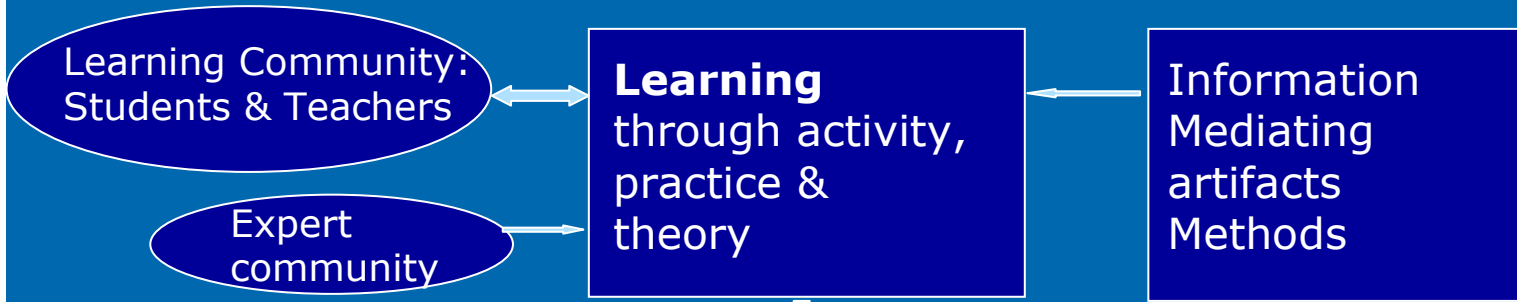 Learning Community:
Students & Teachers
Expert
community
Learning
through activity,
practice &
theory
Information
Mediating
artifacts
Methods